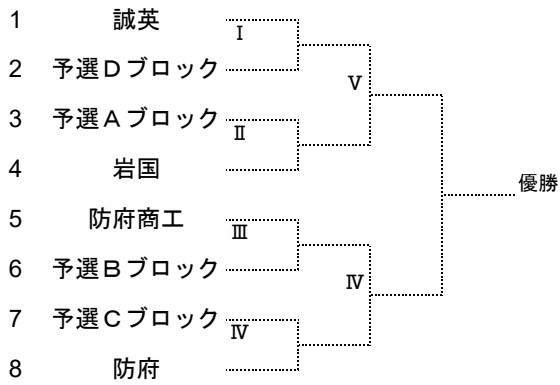 1 誠英
Ⅰ
2 予選Dブロック
Ⅴ
3 予選Aブロック
Ⅱ
4 岩国
優勝
5 防府商工
Ⅲ
6 予選Bブロック
Ⅳ
7 予選Cブロック
Ⅳ
8 防府